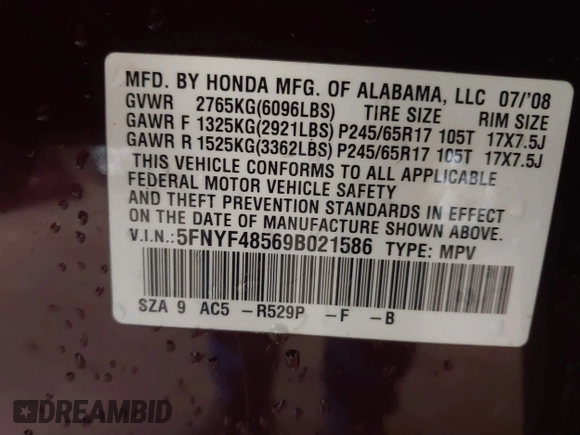 MFD. BY HONDA MFG. OF ALABAMA, LLC 07/'08
GVWR 2765KG(6096LBS) TIRE SIZE RIM SIZE
GAWR F 1325KG(2921LBS) P245/65R17 105T 17X7.5J
GAWR R 1525KG(3362LBS) P245/65R17 105T 17X7.5J
THIS VEHICLE CONFORMS TO ALL APPLICABLE
FEDERAL MOTOR VEHICLE SAFETY
AND THEFT PREVENTION STANDARDS IN EFFECT
ON THE DATE OF MANUFACTURE SHOWN ABOVE.
V.I.N.:5FNYF48569B021586 TYPE: MPV
SZA 9 AC5 -R529P -F -B
DREAMBID